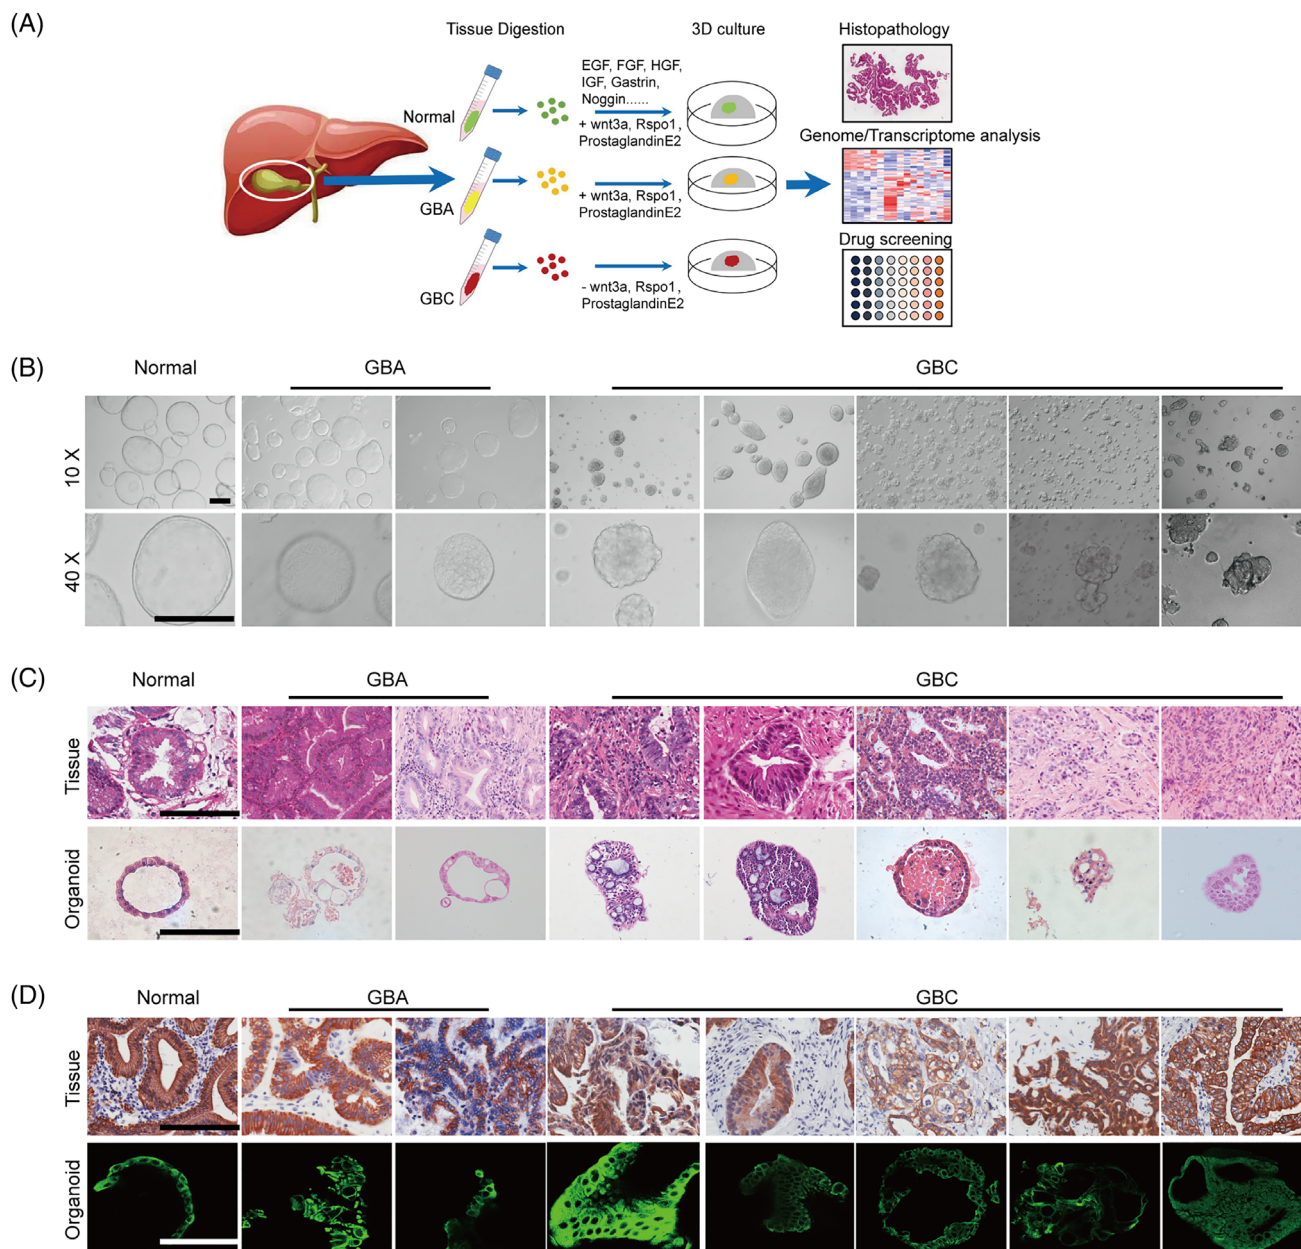 (A)
Tissue Digestion
3D culture
Histopathology
Normal
EGF, FGF, HGF,
IGF, Gastrin,
Noggin......
+ wnt3a, Rspo1,
ProstaglandinE2
Genome/Transcriptome analysis
GBA
+ wnt3a, Rspo1,
ProstaglandinE2
Drug screening
GBC
- wnt3a, Rspo1,
ProstaglandinE2
(B)
Normal
GBA
GBC
10 X
40 X
(C)
Normal
GBA
GBC
Tissue
Organoid
(D)
Normal
GBA
GBC
Tissue
Organoid